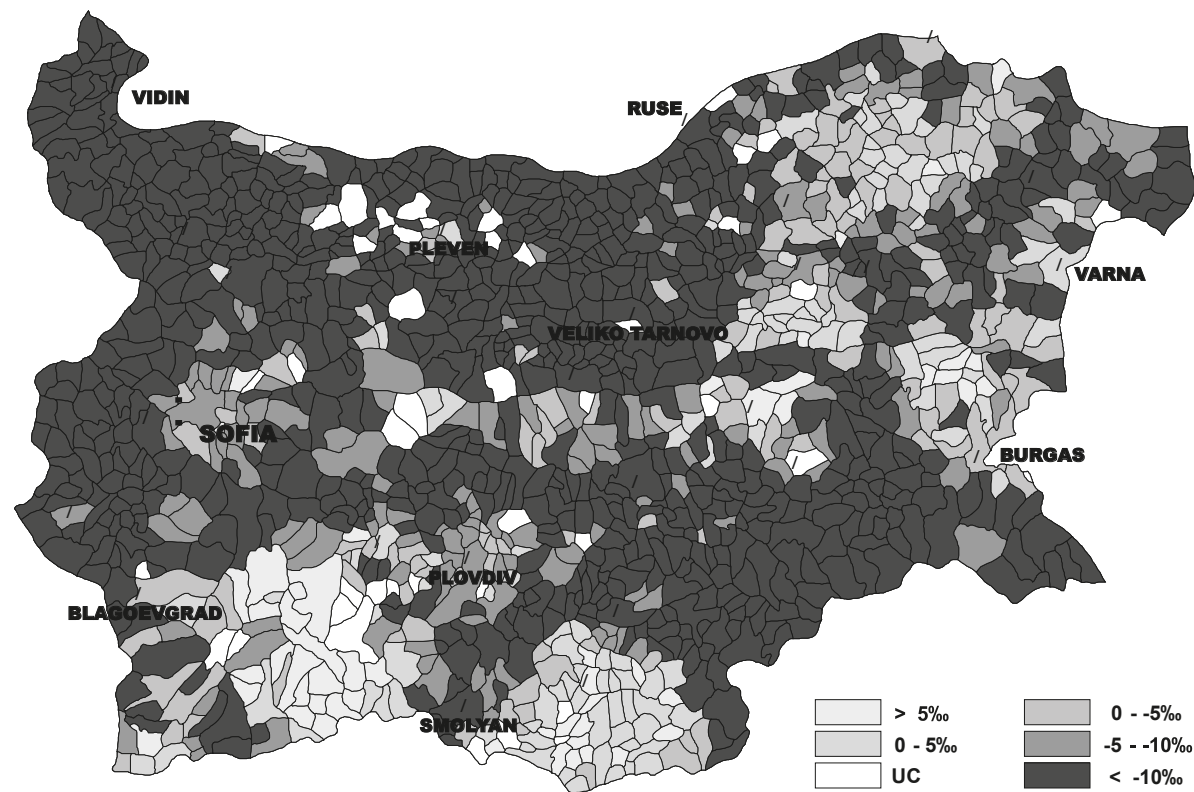 VIDIN
RUSE
PLEVEN
VARNA
VELIKO TARNOVO
SOFIA
BURGAS
PLOVDIV
BLAGOEVGRAD
SMOLYAN
> 5‰
0 - 5‰
UC
0 - -5‰
-5 - -10‰
< -10‰